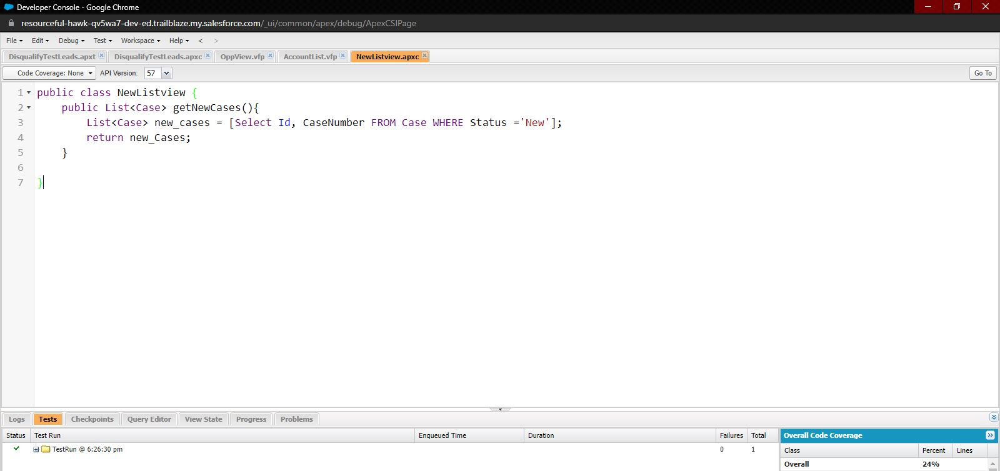 Developer Console - Google Chrome
resourceful-hawk-qv5wa7-dev-ed.trailblaze.my.salesforce.com/_ui/common/apex/debug/ApexCSIPage
File Edit Debug Test Workspace Help < >
DisqualifyTestLeads.apxt DisqualifyTestLeads.apxc OppView.vfp AccountList.vfp NewListview.apxc
Code Coverage: None API Version: 57 Go To
1 public class NewListview {
2 public List<Case> getNewCases(){
3 List<Case> new_cases = [Select Id, CaseNumber FROM Case WHERE Status ='New'];
4 return new_Cases;
5 }
6
7 }
Logs Tests Checkpoints Query Editor View State Progress Problems
Status Test Run Enqueued Time Duration Failures Total Overall Code Coverage
TestRun @ 6:26:30 pm 0 1 Class Percent Lines
Overall 24%